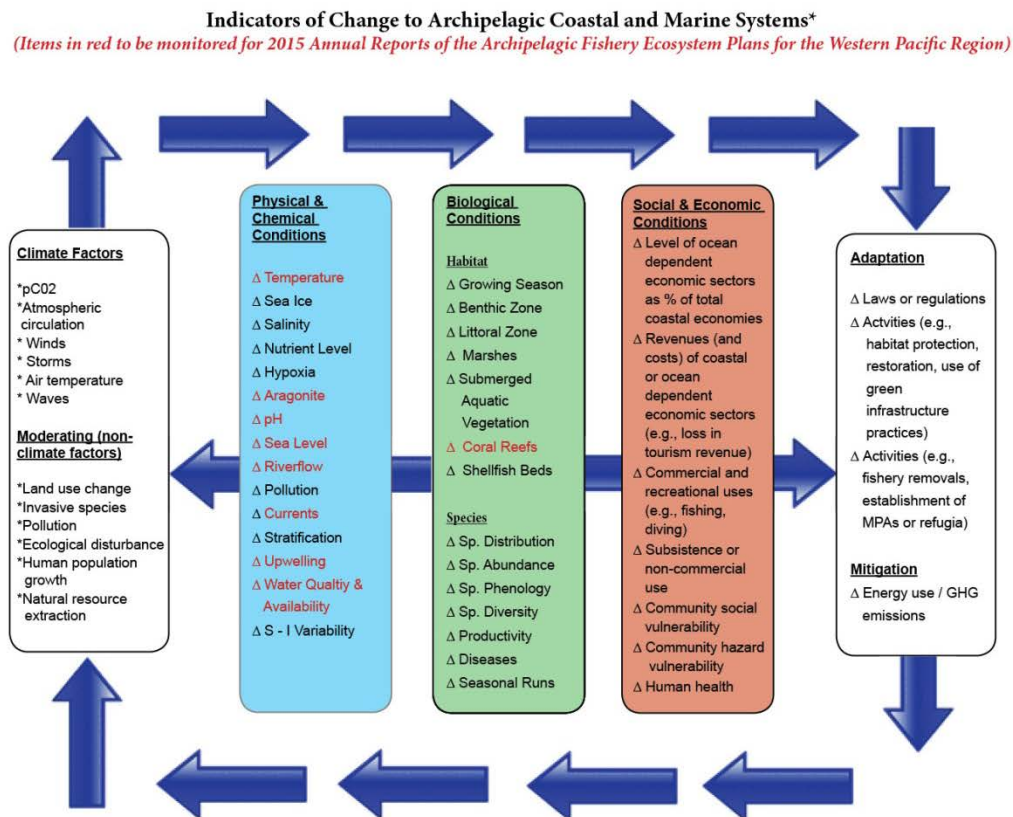 Indicators of Change to Archipelagic Coastal and Marine Systems*
(Items in red to be monitored for 2015 Annual Reports of the Archipelagic Fishery Ecosystem Plans for the Western Pacific Region)
Climate Factors
*pC02
*Atmospheric
circulation
* Winds
* Storms
* Air temperature
* Waves
Moderating (non-
climate factors)
*Land use change
*Invasive species
*Pollution
*Ecological disturbance
*Human population
growth
*Natural resource
extraction
Physical &
Chemical
Conditions
Δ Temperature
Δ Sea Ice
Δ Salinity
Δ Nutrient Level
Δ Hypoxia
Δ Aragonite
Δ pH
Δ Sea Level
Δ Riverflow
Δ Pollution
Δ Currents
Δ Stratification
Δ Upwelling
Δ Water Qualtiy &
Availability
Δ S - I Variability
Biological
Conditions
Habitat
Δ Growing Season
Δ Benthic Zone
Δ Littoral Zone
Δ Marshes
Δ Submerged
Aquatic
Vegetation
Δ Coral Reefs
Δ Shellfish Beds
Species
Δ Sp. Distribution
Δ Sp. Abundance
Δ Sp. Phenology
Δ Sp. Diversity
Δ Productivity
Δ Diseases
Δ Seasonal Runs
Social & Economic
Conditions
Δ Level of ocean
dependent
economic sectors
as % of total
coastal economies
Δ Revenues (and
costs) of coastal
or ocean
dependent
economic sectors
(e.g., loss in
tourism revenue)
Δ Commercial and
recreational uses
(e.g., fishing,
diving)
Δ Subsistence or
non-commercial
use
Δ Community social
vulnerability
Δ Community hazard
vulnerability
Δ Human health
Adaptation
Δ Laws or regulations
Δ Actvities (e.g.,
habitat protection,
restoration, use of
green
infrastructure
practices)
Δ Activities (e.g.,
fishery removals,
establishment of
MPAs or refugia)
Mitigation
Δ Energy use / GHG
emissions